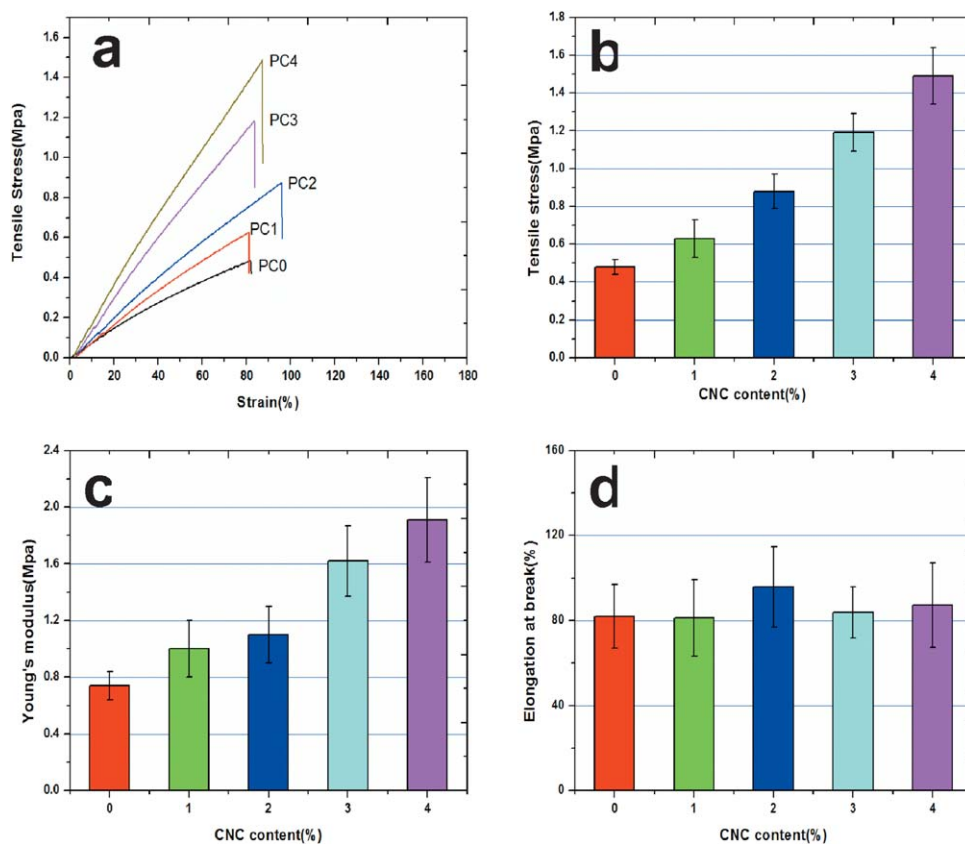 a
PC4
PC3
PC2
PC1
PC0
Tensile Stress(Mpa)
1.6
1.4
1.2
1.0
0.8
0.6
0.4
0.2
0.0
0 20 40 60 80 100 120 140 160 180
Strain(%)
b
Tensile stress(Mpa)
1.8
1.6
1.4
1.2
1.0
0.8
0.6
0.4
0.2
0.0
0 1 2 3 4
CNC content(%)
c
Young's modulus(Mpa)
2.4
2.0
1.6
1.2
0.8
0.4
0.0
0 1 2 3 4
CNC content(%)
d
Elongation at break(%)
160
120
80
40
0
0 1 2 3 4
CNC content(%)